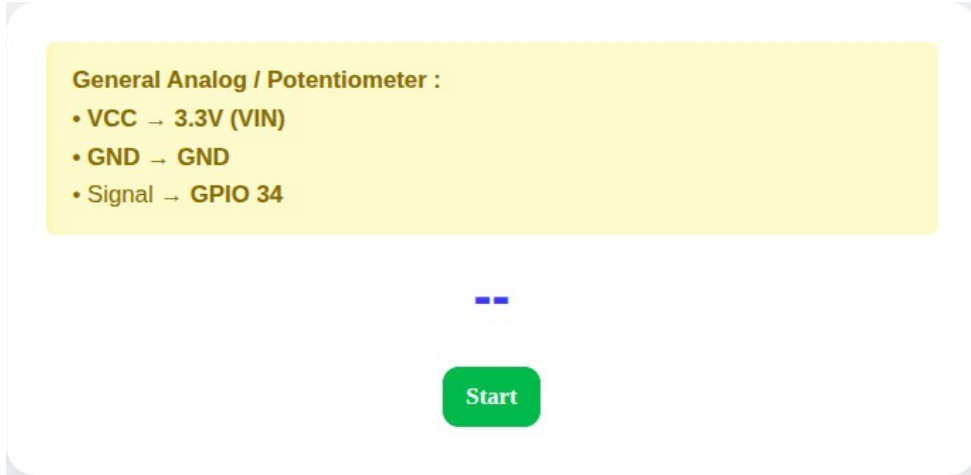 General Analog / Potentiometer :
• VCC → 3.3V (VIN)
• GND → GND
• Signal → GPIO 34
--
Start